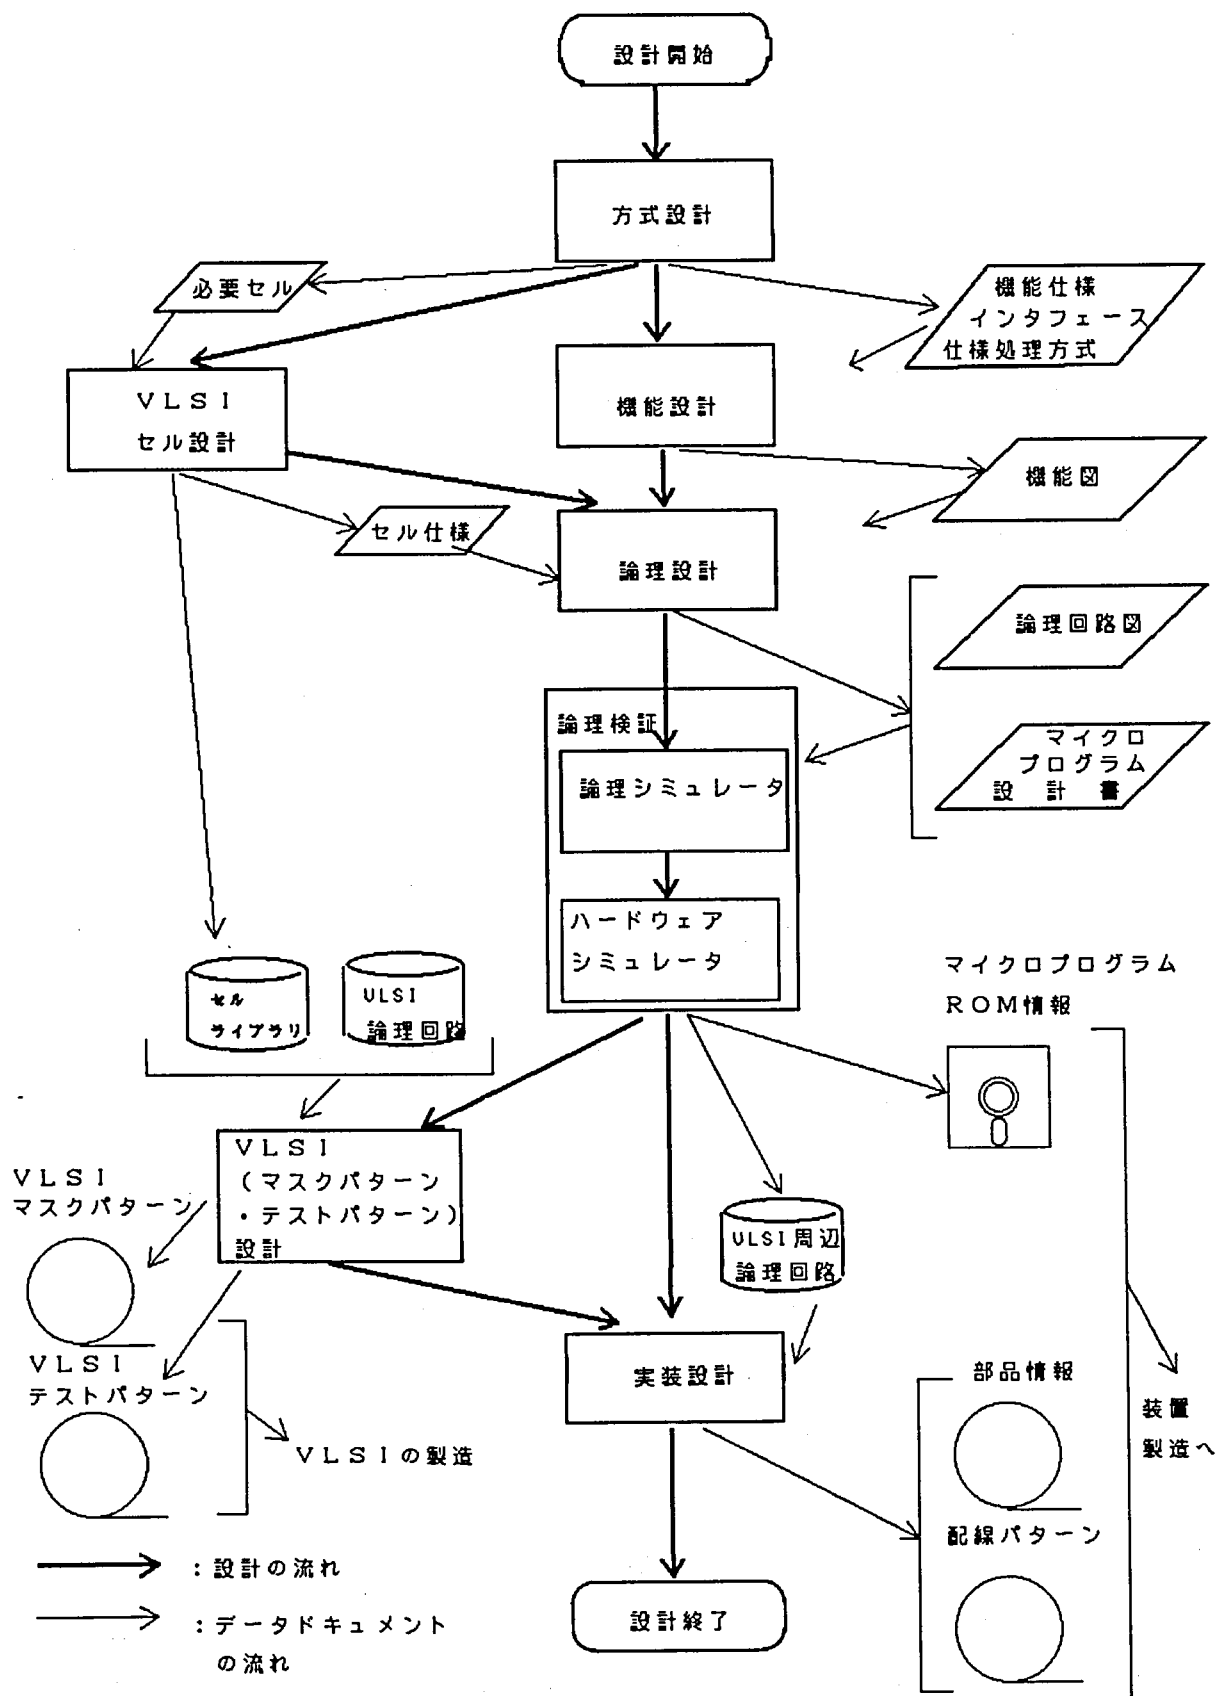 設計開始
方式設計
必要セル
機能仕様
インタフェース
仕様処理方式
VLSI
セル設計
機能設計
機能図
セル仕様
論理設計
論理回路図
論理検証
マイクロ
プログラム
設計書
論理シミュレータ
ハードウェア
シミュレータ
マイクロプログラム
ROM情報
セル
ライブラリ
VLSI
論理回路
VLSI
(マスクパターン
・テストパターン)
設計
VLSI
マスクパターン
VLSI周辺
論理回路
VLSI
テストパターン
実装設計
部品情報
装置
製造へ
VLSIの製造
配線パターン
:設計の流れ
設計終了
:データドキュメント
の流れ